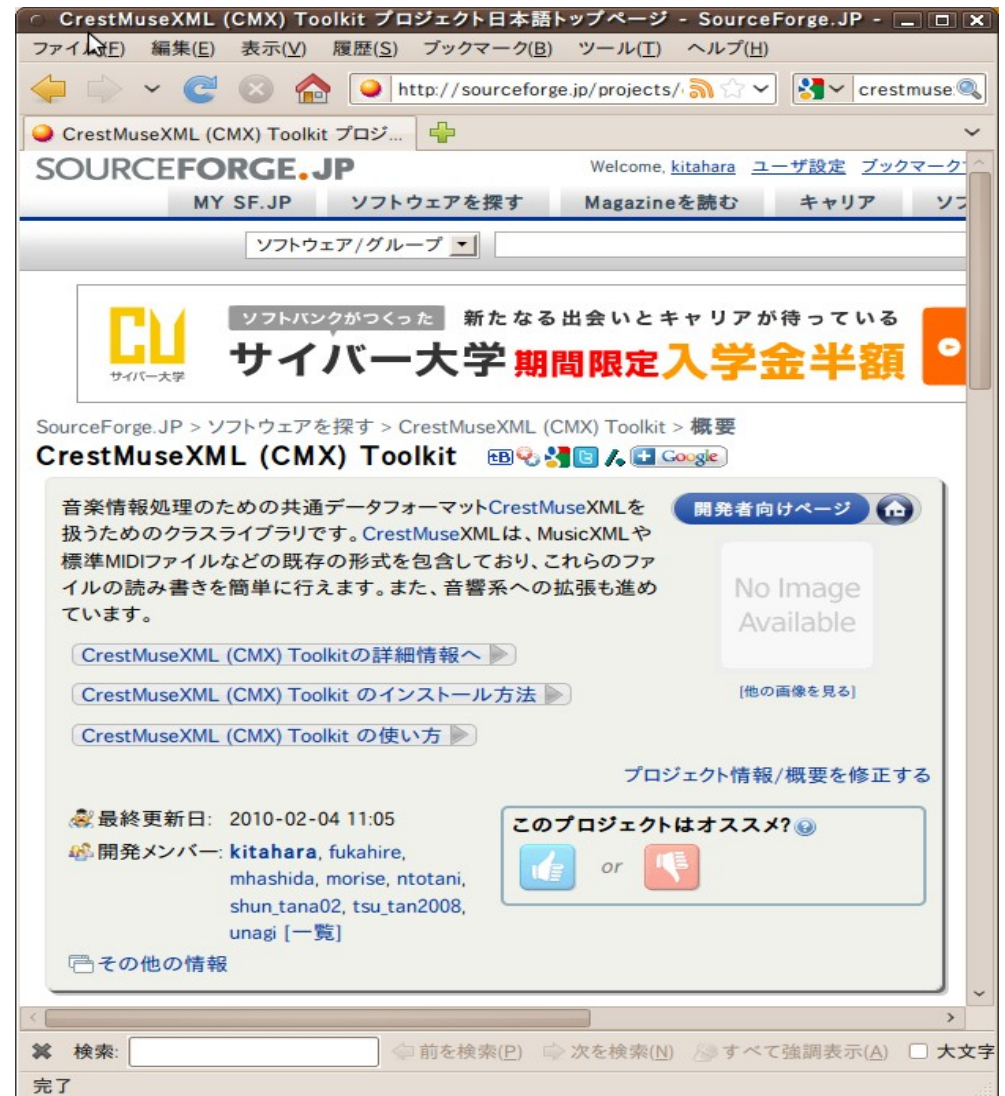 CrestMuseXML (CMX) Toolkit プロジェクト日本語トップページ - SourceForge.JP -
ファイル(F) 編集(E) 表示(V) 履歴(S) ブックマーク(B) ツール(T) ヘルプ(H)
http://sourceforge.jp/projects/ crestmuse
CrestMuseXML (CMX) Toolkit プロジ...
SOURCEFORGE.JP Welcome, kitahara ユーザ設定 ブックマーク
MY SF.JP ソフトウェアを探す Magazineを読む キャリア ソフ
ソフトウェア/グループ
CU サイバー大学
ソフトバンクがつくった 新たなる出会いとキャリアが待っている
サイバー大学 期間限定入学金半額
SourceForge.JP > ソフトウェアを探す > CrestMuseXML (CMX) Toolkit > 概要
CrestMuseXML (CMX) Toolkit tB Google
音楽情報処理のための共通データフォーマットCrestMuseXMLを
扱うためのクラスライブラリです。CrestMuseXMLは、MusicXMLや
標準MIDIファイルなどの既存の形式を包含しており、これらのファ
イルの読み書きを簡単に行えます。また、音響系への拡張も進め
ています。
開発者向けページ
No Image
Available
[他の画像を見る]
CrestMuseXML (CMX) Toolkitの詳細情報へ
CrestMuseXML (CMX) Toolkit のインストール方法
CrestMuseXML (CMX) Toolkit の使い方
プロジェクト情報/概要を修正する
最終更新日: 2010-02-04 11:05
開発メンバー: kitahara, fukahire,
mhashida, morise, ntotani,
shun_tana02, tsu_tan2008,
unagi [一覧]
その他の情報
このプロジェクトはオススメ?
or
検索: 前を検索(P) 次を検索(N) すべて強調表示(A) 大文字
完了